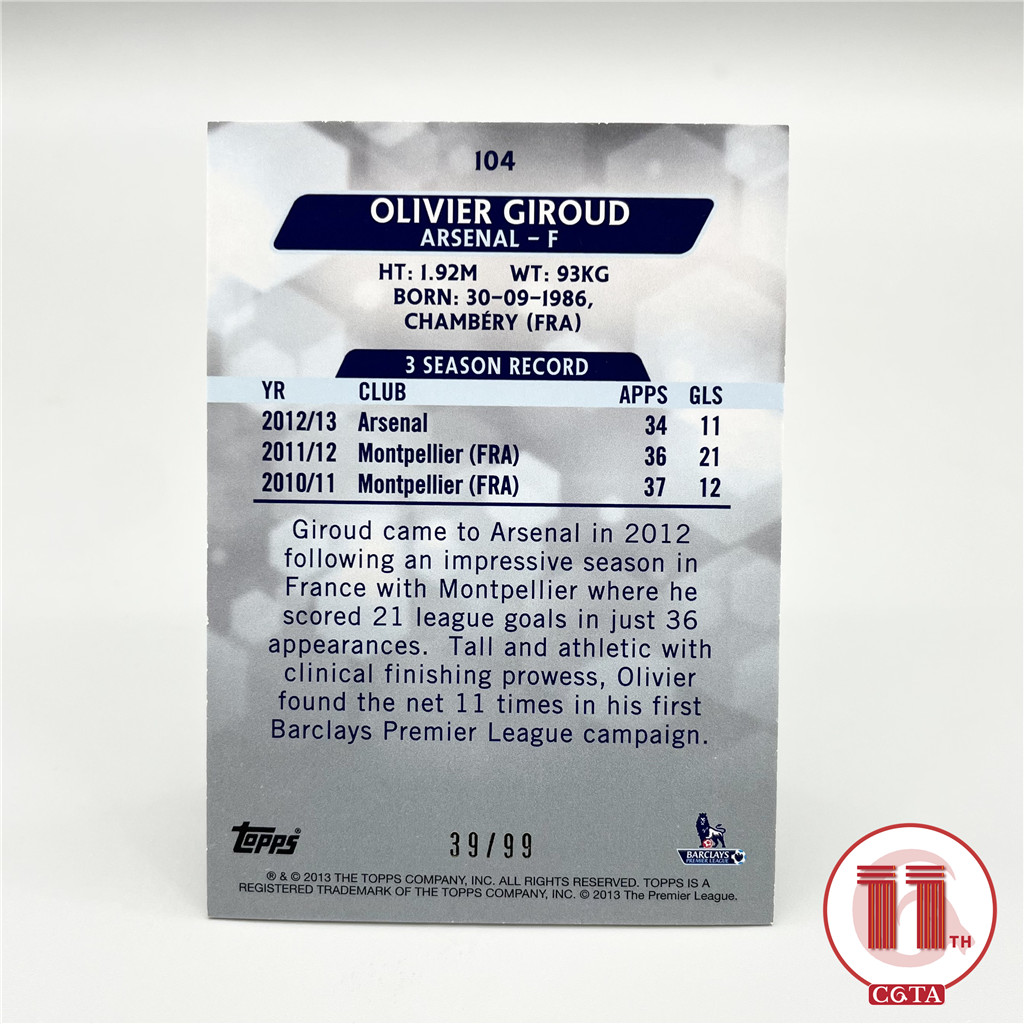 104
OLIVIER GIROUD
ARSENAL – F
HT: 1.92M WT: 93KG
BORN: 30–09–1986,
CHAMBÉRY (FRA)
3 SEASON RECORD
YR CLUB APPS GLS
2012/13 Arsenal 34 11
2011/12 Montpellier (FRA) 36 21
2010/11 Montpellier (FRA) 37 12
Giroud came to Arsenal in 2012
following an impressive season in
France with Montpellier where he
scored 21 league goals in just 36
appearances. Tall and athletic with
clinical finishing prowess, Olivier
found the net 11 times in his first
Barclays Premier League campaign.
topps®
39/99
BARCLAYS
PREMIER LEAGUE
® & © 2013 THE TOPPS COMPANY, INC. ALL RIGHTS RESERVED. TOPPS IS A
REGISTERED TRADEMARK OF THE TOPPS COMPANY, INC. © 2013 The Premier League.
11TH
CGTA